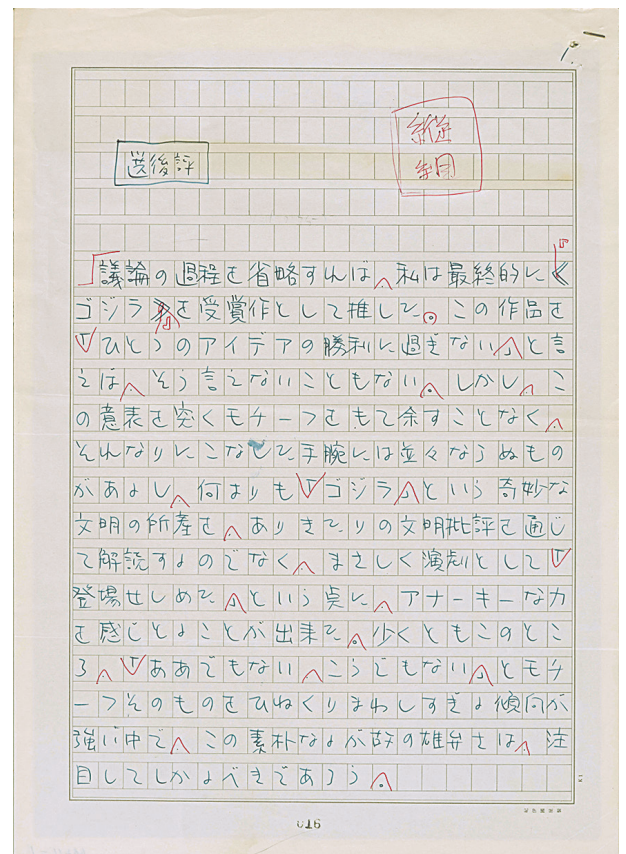 縦
組
選後評
議論の過程を省略すれば、私は最終的に『
ゴジラ』を受賞作として推した。この作品を
「ひとつのアイデアの勝利に過ぎない」と言
えば、そう言えないこともない。しかし、こ
の意表を突くモチーフをもて余すことなく、
それなりにこなした手腕には並々ならぬもの
があるし、何よりも「ゴジラ」という奇妙な
文明の所産を、ありきたりの文明批評を通じ
て解読するのでなく、まさしく演劇として「
登場せしめた」という点に、アナーキーな力
を感じとることが出来た。少くともこのとこ
ろ、「ああでもない、こうでもない」とモチ
ーフそのものをひねくりまわしすぎる傾向が
強い中で、この素朴なるが故の雄弁さは、注
目してしかるべきであろう。
016